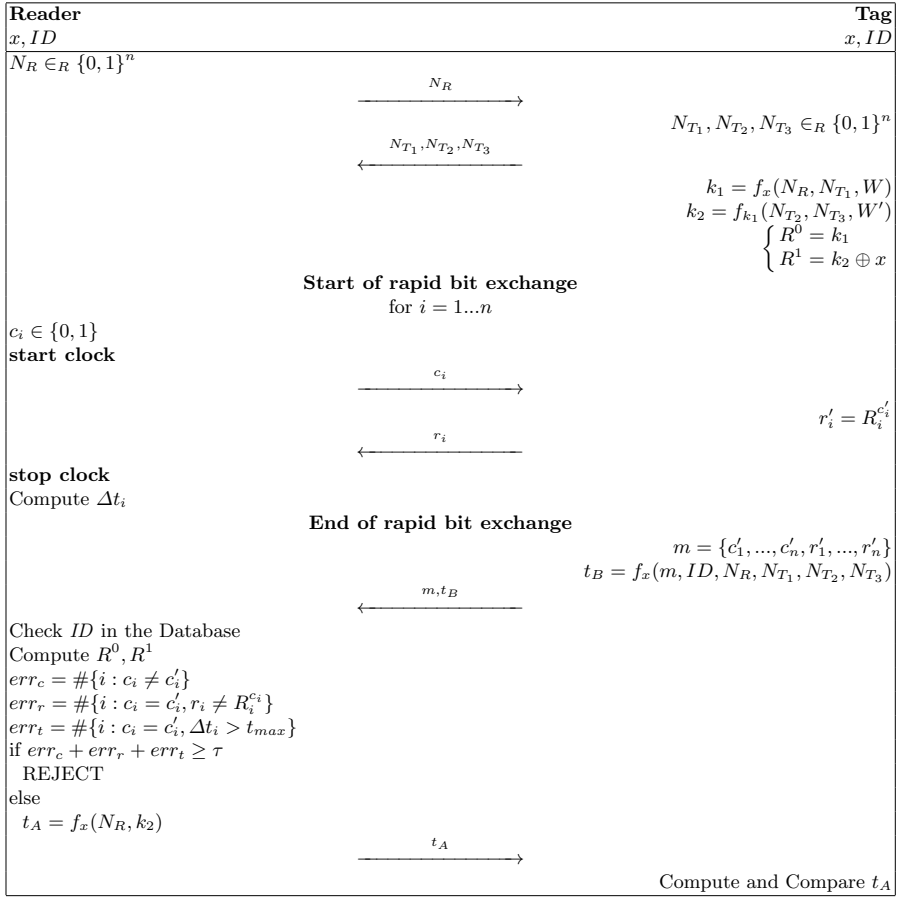 Reader Tag
x, ID x, ID
N_R ∈_R {0, 1}^n
N_R
N_{T_1}, N_{T_2}, N_{T_3} ∈_R {0, 1}^n
N_{T_1}, N_{T_2}, N_{T_3}
k_1 = f_x(N_R, N_{T_1}, W)
k_2 = f_{k_1}(N_{T_2}, N_{T_3}, W')
{ R^0 = k_1
R^1 = k_2 ⊕ x
Start of rapid bit exchange
for i = 1...n
c_i ∈ {0, 1}
start clock
c_i
r'_i = R_i^{c'_i}
r_i
stop clock
Compute Δt_i
End of rapid bit exchange
m = {c'_1, ..., c'_n, r'_1, ..., r'_n}
t_B = f_x(m, ID, N_R, N_{T_1}, N_{T_2}, N_{T_3})
m, t_B
Check ID in the Database
Compute R^0, R^1
err_c = #{i : c_i ≠ c'_i}
err_r = #{i : c_i = c'_i, r_i ≠ R_i^{c_i}}
err_t = #{i : c_i = c'_i, Δt_i > t_{max}}
if err_c + err_r + err_t ≥ τ
REJECT
else
t_A = f_x(N_R, k_2)
t_A
Compute and Compare t_A